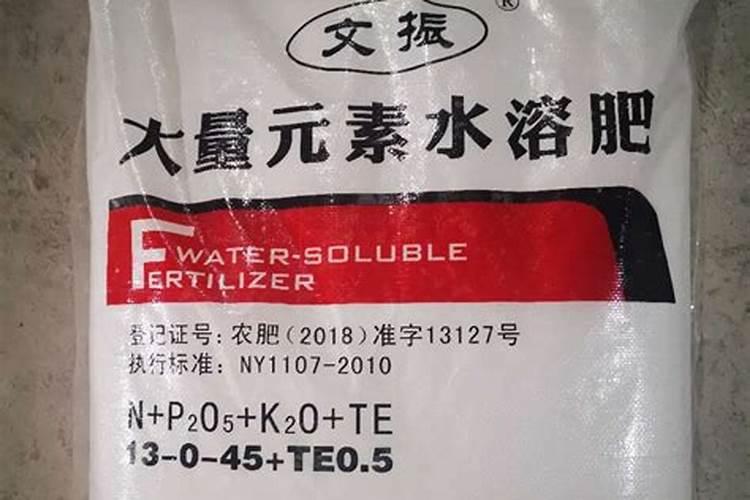 文振®
大量元素水溶肥
WATER-SOLUBLE
FERTILIZER
登记证号：农肥（2018）准字13127号
执行标准：NY1107-2010
N+P₂O₅+K₂O+TE
13-0-45+TE0.5